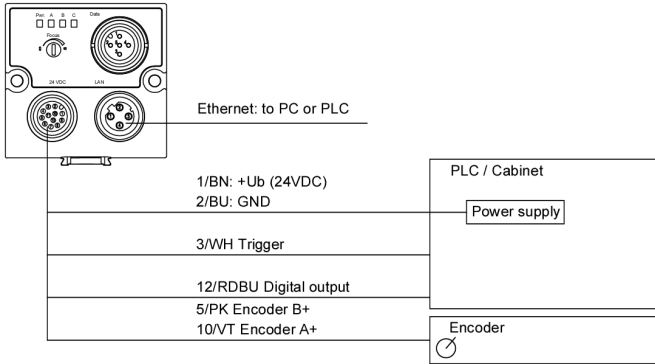 Pwr. A B C Data
Focus
24 VDC LAN
Ethernet: to PC or PLC
PLC / Cabinet
1/BN: +Ub (24VDC)
2/BU: GND
Power supply
3/WH Trigger
12/RDBU Digital output
5/PK Encoder B+
10/VT Encoder A+
Encoder